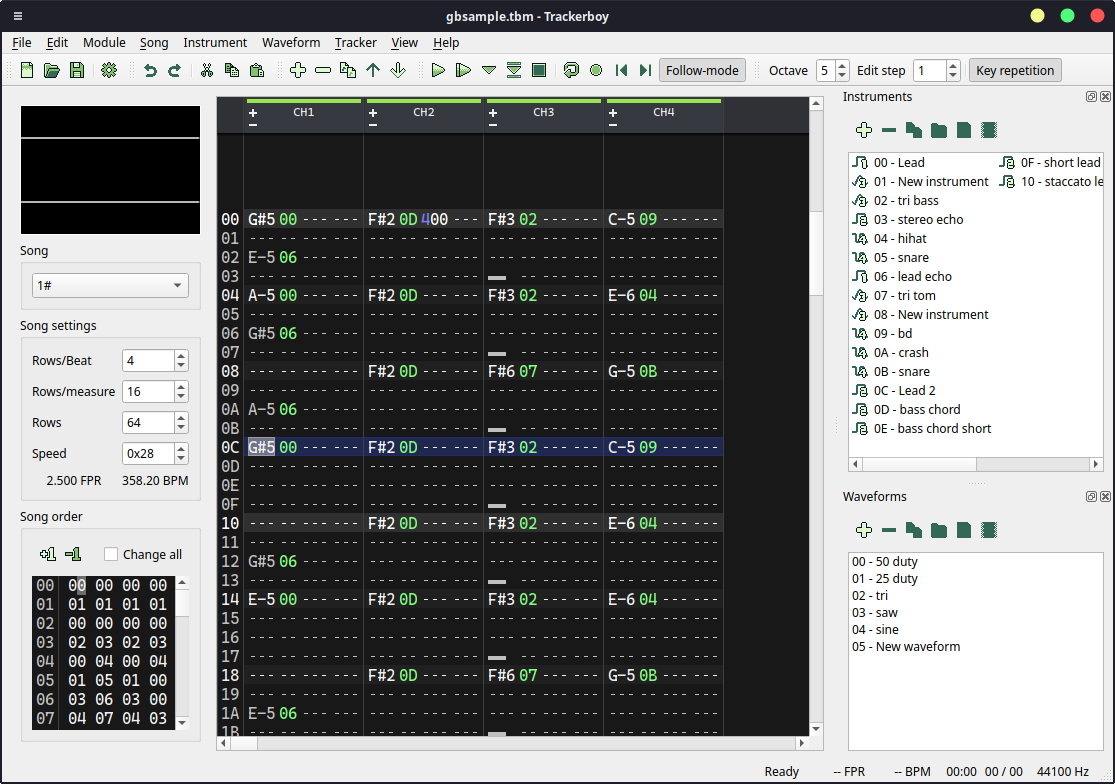 gbsample.tbm - Trackerboy
File Edit Module Song Instrument Waveform Tracker View Help
Follow-mode Octave 5 Edit step 1 Key repetition
Song
1#
Song settings
Rows/Beat 4
Rows/measure 16
Rows 64
Speed 0x28
2.500 FPR 358.20 BPM
Song order
+1 -1 Change all
00 00 00 00 00
01 01 01 01 01
02 00 00 00 00
03 02 03 02 03
04 00 04 00 04
05 01 05 01 00
06 03 06 03 00
07 04 07 04 03
+ CH1 + CH2 + CH3 + CH4
00 G#5 00 ------ F#2 0D 400 --- F#3 02 ------ C-5 09 ------
01 --- -- ------ --- -- ------ --- -- ------ --- -- ------
02 E-5 06 ------ --- -- ------ --- -- ------ --- -- ------
03 --- -- ------ --- -- ------ -- ------ --- -- ------
04 A-5 00 ------ F#2 0D ------ F#3 02 ------ E-6 04 ------
05 --- -- ------ --- -- ------ --- -- ------ --- -- ------
06 G#5 06 ------ --- -- ------ --- -- ------ --- -- ------
07 --- -- ------ --- -- ------ -- ------ --- -- ------
08 --- -- ------ F#2 0D ------ F#6 07 ------ G-5 0B ------
09 --- -- ------ --- -- ------ --- -- ------ --- -- ------
0A A-5 06 ------ --- -- ------ --- -- ------ --- -- ------
0B --- -- ------ --- -- ------ -- ------ --- -- ------
0C G#5 00 ------ F#2 0D ------ F#3 02 ------ C-5 09 ------
0D --- -- ------ --- -- ------ --- -- ------ --- -- ------
0E --- -- ------ --- -- ------ --- -- ------ --- -- ------
0F --- -- ------ --- -- ------ -- ------ --- -- ------
10 --- -- ------ F#2 0D ------ F#3 02 ------ E-6 04 ------
11 --- -- ------ --- -- ------ --- -- ------ --- -- ------
12 G#5 06 ------ --- -- ------ --- -- ------ --- -- ------
13 --- -- ------ --- -- ------ -- ------ --- -- ------
14 E-5 00 ------ F#2 0D ------ F#3 02 ------ E-6 04 ------
15 --- -- ------ --- -- ------ --- -- ------ --- -- ------
16 --- -- ------ --- -- ------ --- -- ------ --- -- ------
17 --- -- ------ --- -- ------ -- ------ --- -- ------
18 --- -- ------ F#2 0D ------ F#6 07 ------ G-5 0B ------
19 --- -- ------ --- -- ------ --- -- ------ --- -- ------
1A E-5 06 ------ --- -- ------ --- -- ------ --- -- ------
1B --- -- ------ --- -- ------ -- ------ --- -- ------
Instruments
00 - Lead
01 - New instrument
02 - tri bass
03 - stereo echo
04 - hihat
05 - snare
06 - lead echo
07 - tri tom
08 - New instrument
09 - bd
0A - crash
0B - snare
0C - Lead 2
0D - bass chord
0E - bass chord short
0F - short lead
10 - staccato le
Waveforms
00 - 50 duty
01 - 25 duty
02 - tri
03 - saw
04 - sine
05 - New waveform
Ready -- FPR -- BPM 00:00 00 / 00 44100 Hz